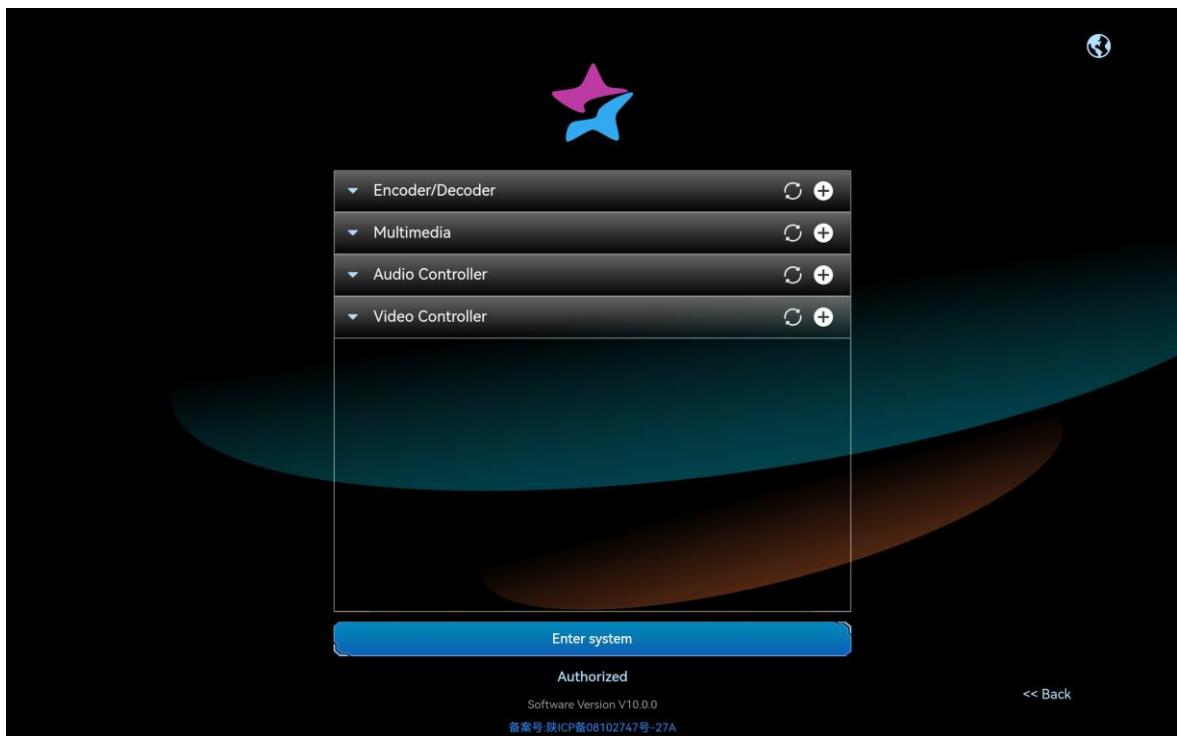 Encoder/Decoder
Multimedia
Audio Controller
Video Controller
Enter system
Authorized
<< Back
Software Version V10.0.0
备案号:陕ICP备08102747号-27A